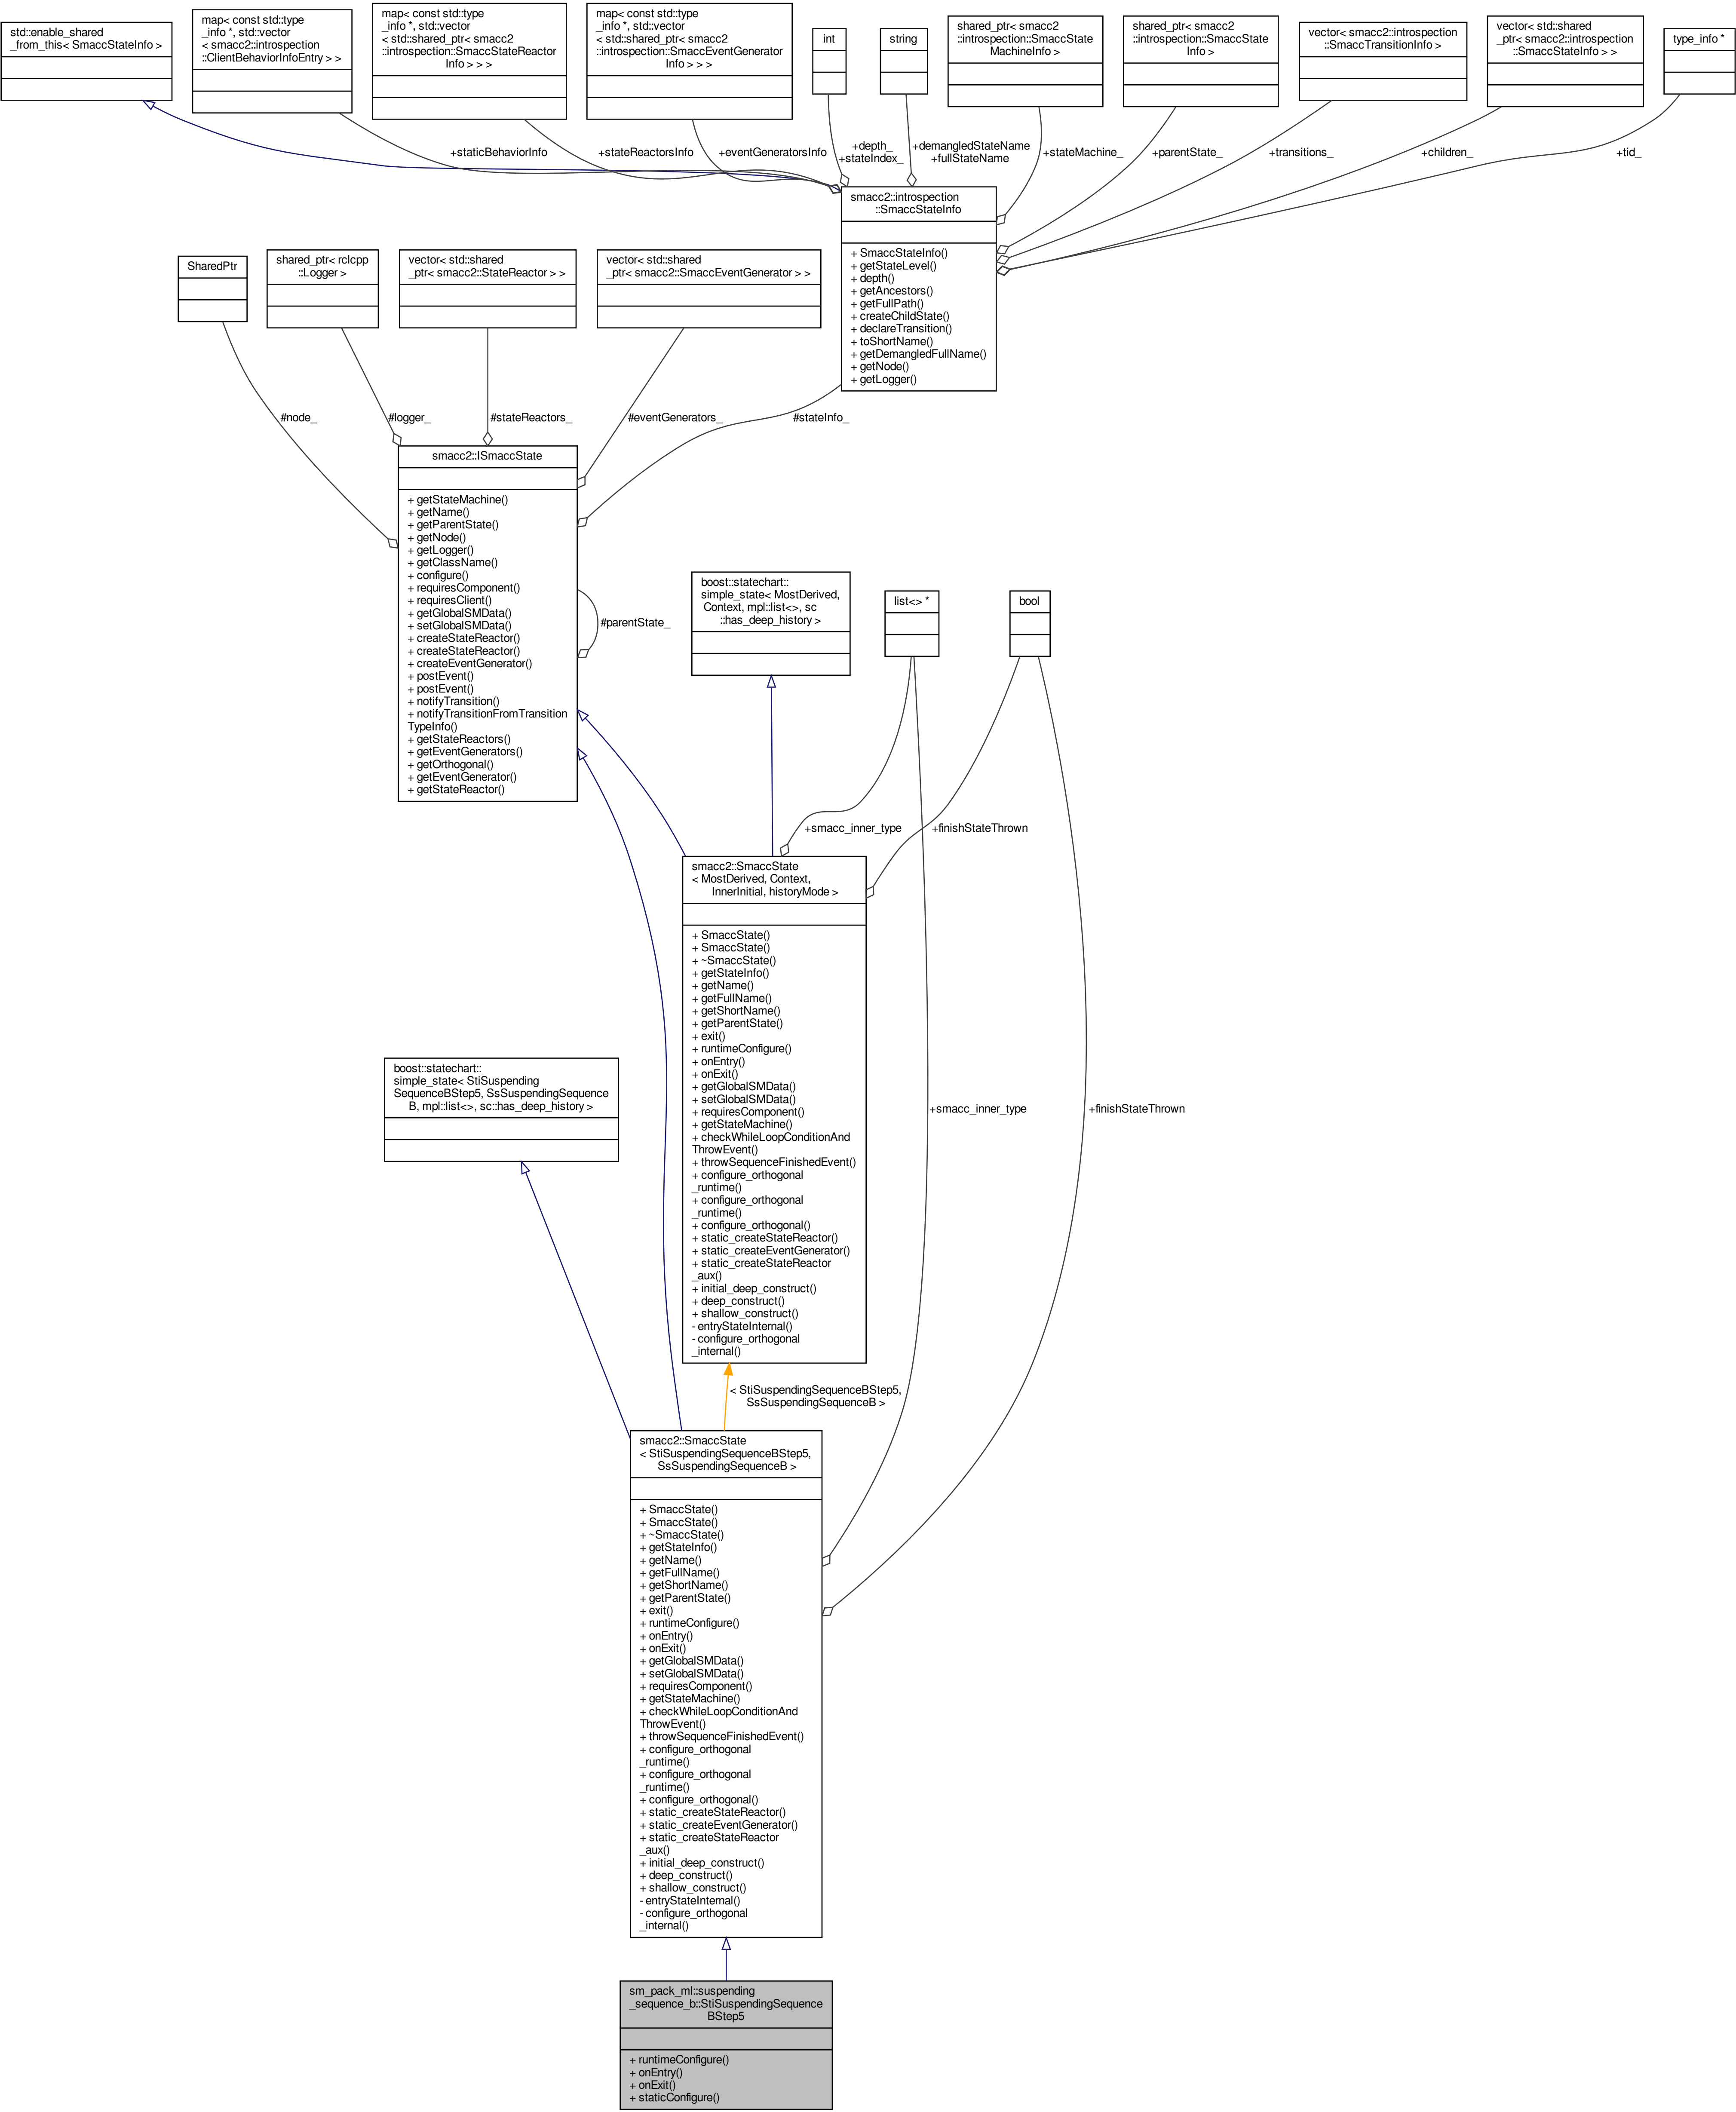 std::enable_shared
_from_this< SmaccStateInfo >
map< const std::type
_info *, std::vector
< smacc2::introspection
::ClientBehaviorInfoEntry > >
map< const std::type
_info *, std::vector
< std::shared_ptr< smacc2
::introspection::SmaccStateReactor
Info > > >
map< const std::type
_info *, std::vector
< std::shared_ptr< smacc2
::introspection::SmaccEventGenerator
Info > > >
int
string
shared_ptr< smacc2
::introspection::SmaccState
MachineInfo >
shared_ptr< smacc2
::introspection::SmaccState
Info >
vector< smacc2::introspection
::SmaccTransitionInfo >
vector< std::shared
_ptr< smacc2::introspection
::SmaccStateInfo > >
type_info *
+staticBehaviorInfo
+stateReactorsInfo
+eventGeneratorsInfo
+depth_
+stateIndex_
+demangledStateName
+fullStateName
+stateMachine_
+parentState_
+transitions_
+children_
+tid_
smacc2::introspection
::SmaccStateInfo
+ SmaccStateInfo()
+ getStateLevel()
+ depth()
+ getAncestors()
+ getFullPath()
+ createChildState()
+ declareTransition()
+ toShortName()
+ getDemangledFullName()
+ getNode()
+ getLogger()
SharedPtr
shared_ptr< rclcpp
::Logger >
vector< std::shared
_ptr< smacc2::StateReactor > >
vector< std::shared
_ptr< smacc2::SmaccEventGenerator > >
#node_
#logger_
#stateReactors_
#eventGenerators_
#stateInfo_
smacc2::ISmaccState
+ getStateMachine()
+ getName()
+ getParentState()
+ getNode()
+ getLogger()
+ getClassName()
+ configure()
+ requiresComponent()
+ requiresClient()
+ getGlobalSMData()
+ setGlobalSMData()
+ createStateReactor()
+ createStateReactor()
+ createEventGenerator()
+ postEvent()
+ postEvent()
+ notifyTransition()
+ notifyTransitionFromTransition
TypeInfo()
+ getStateReactors()
+ getEventGenerators()
+ getOrthogonal()
+ getEventGenerator()
+ getStateReactor()
#parentState_
boost::statechart::
simple_state< MostDerived,
Context, mpl::list<>, sc
::has_deep_history >
list<> *
bool
+smacc_inner_type
+finishStateThrown
smacc2::SmaccState
< MostDerived, Context,
InnerInitial, historyMode >
+ SmaccState()
+ SmaccState()
+ ~SmaccState()
+ getStateInfo()
+ getName()
+ getFullName()
+ getShortName()
+ getParentState()
+ exit()
+ runtimeConfigure()
+ onEntry()
+ onExit()
+ getGlobalSMData()
+ setGlobalSMData()
+ requiresComponent()
+ getStateMachine()
+ checkWhileLoopConditionAnd
ThrowEvent()
+ throwSequenceFinishedEvent()
+ configure_orthogonal
_runtime()
+ configure_orthogonal
_runtime()
+ configure_orthogonal()
+ static_createStateReactor()
+ static_createEventGenerator()
+ static_createStateReactor
_aux()
+ initial_deep_construct()
+ deep_construct()
+ shallow_construct()
- entryStateInternal()
- configure_orthogonal
_internal()
boost::statechart::
simple_state< StiSuspending
SequenceBStep5, SsSuspendingSequence
B, mpl::list<>, sc::has_deep_history >
+smacc_inner_type
+finishStateThrown
< StiSuspendingSequenceBStep5,
SsSuspendingSequenceB >
smacc2::SmaccState
< StiSuspendingSequenceBStep5,
SsSuspendingSequenceB >
+ SmaccState()
+ SmaccState()
+ ~SmaccState()
+ getStateInfo()
+ getName()
+ getFullName()
+ getShortName()
+ getParentState()
+ exit()
+ runtimeConfigure()
+ onEntry()
+ onExit()
+ getGlobalSMData()
+ setGlobalSMData()
+ requiresComponent()
+ getStateMachine()
+ checkWhileLoopConditionAnd
ThrowEvent()
+ throwSequenceFinishedEvent()
+ configure_orthogonal
_runtime()
+ configure_orthogonal
_runtime()
+ configure_orthogonal()
+ static_createStateReactor()
+ static_createEventGenerator()
+ static_createStateReactor
_aux()
+ initial_deep_construct()
+ deep_construct()
+ shallow_construct()
- entryStateInternal()
- configure_orthogonal
_internal()
sm_pack_ml::suspending
_sequence_b::StiSuspendingSequence
BStep5
+ runtimeConfigure()
+ onEntry()
+ onExit()
+ staticConfigure()